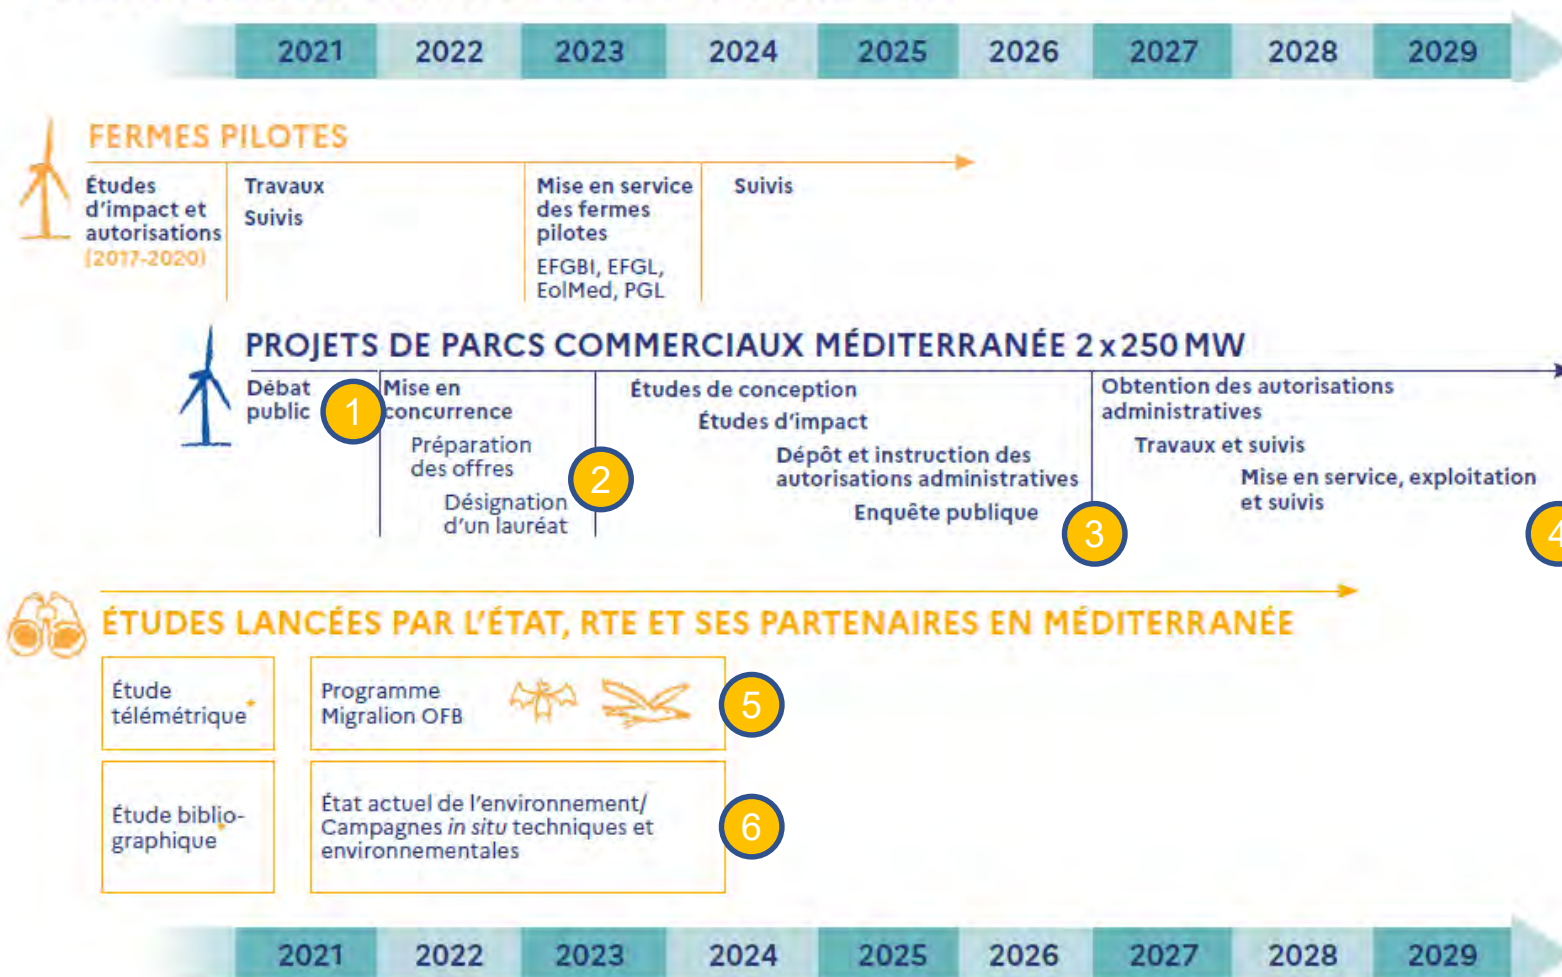 2021 2022 2023 2024 2025 2026 2027 2028 2029
FERMES PILOTES
Études
d'impact et
autorisations
(2017-2020)
Travaux
Suivis
Mise en service
des fermes
pilotes
EFGBI, EFGL,
EolMed, PGL
Suivis
PROJETS DE PARCS COMMERCIAUX MÉDITERRANÉE 2 x 250 MW
Débat
public
1
Mise en
concurrence
Préparation
des offres
Désignation
d'un lauréat
2
Études de conception
Études d'impact
Dépôt et instruction des
autorisations administratives
Enquête publique
3
Obtention des autorisations
administratives
Travaux et suivis
Mise en service, exploitation
et suivis
4
ÉTUDES LANCÉES PAR L'ÉTAT, RTE ET SES PARTENAIRES EN MÉDITERRANÉE
Étude
télémétrique*
Programme
Migralion OFB
5
Étude biblio-
graphique*
État actuel de l'environnement/
Campagnes in situ techniques et
environnementales
6
2021 2022 2023 2024 2025 2026 2027 2028 2029